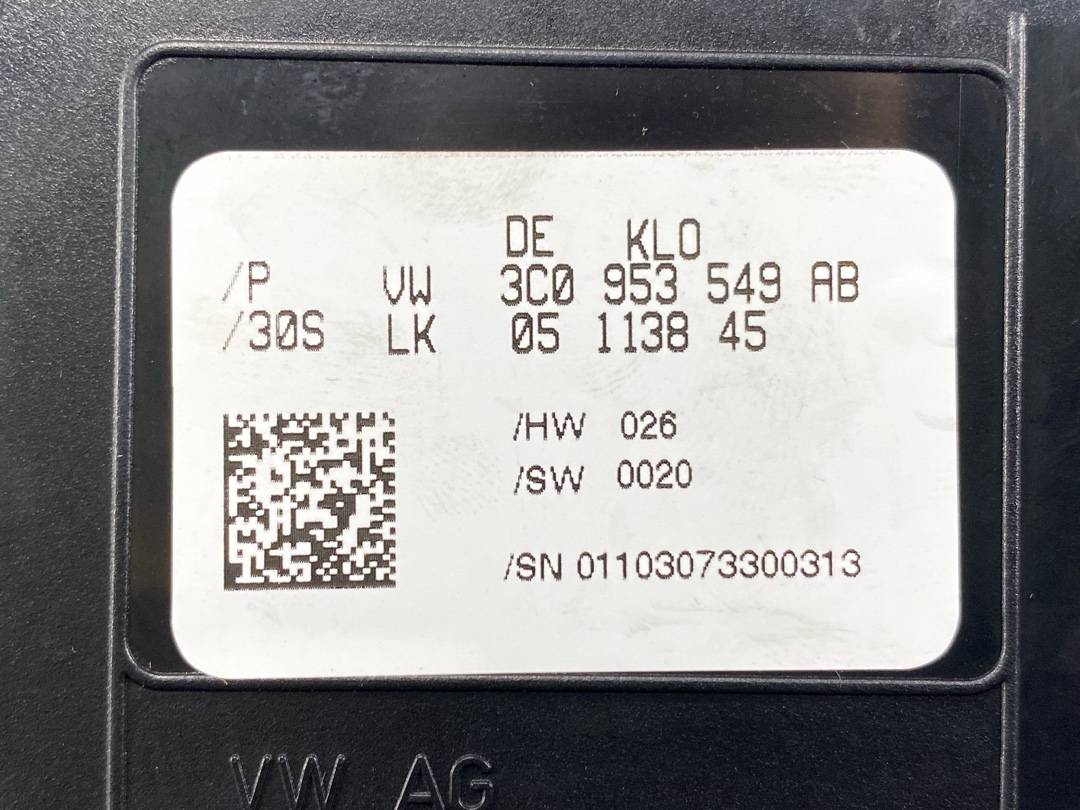 DE KLO
/P VW 3C0 953 549 AB
/30S LK 05 1138 45
/HW 026
/SW 0020
/SN 01103073300313
VW AG